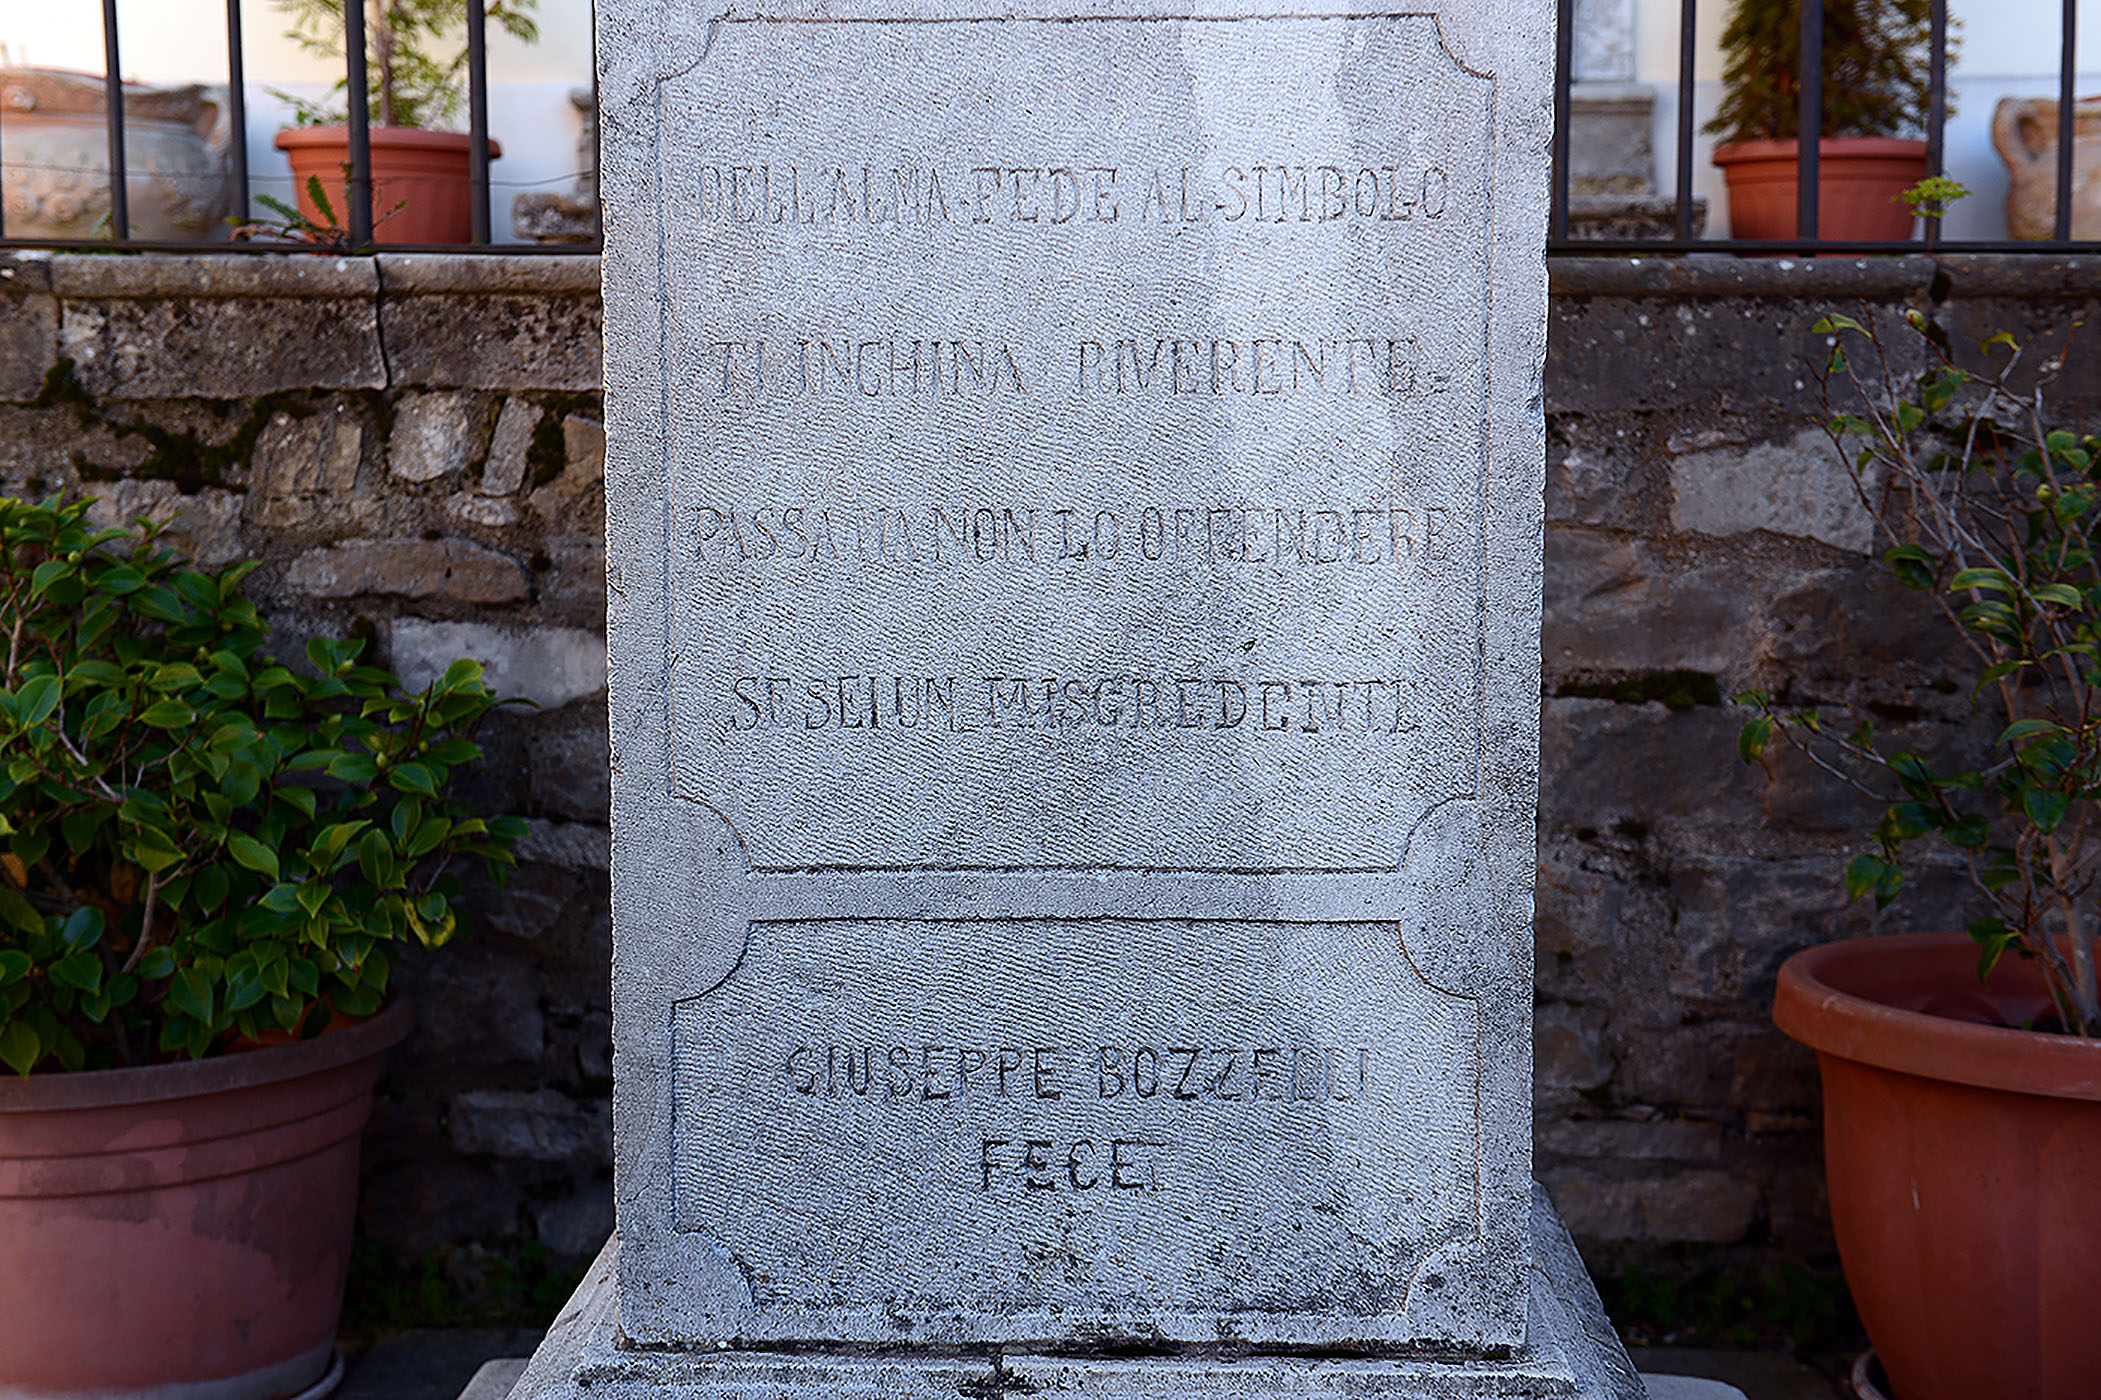 DELL'ALMA FEDE AL SIMBOLO
TI INCHINA RIVERENTE
PASSA MA NON LO OFFENDERE
SE SEI UN MISCREDENTE
GIUSEPPE BOZZELLI
FECE